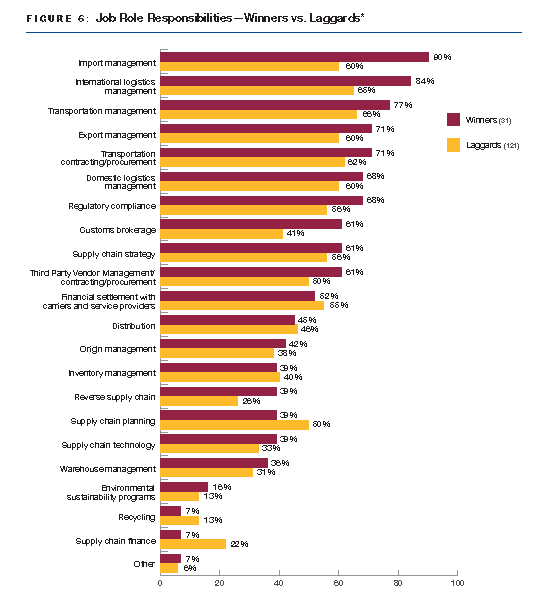 FIGURE 6: Job Role Responsibilities—Winners vs. Laggards*
Import management
90%
60%
International logistics
management
84%
65%
Transportation management
77%
66%
Export management
71%
60%
Transportation
contracting/procurement
71%
62%
Domestic logistics
management
68%
60%
Regulatory compliance
68%
56%
Customs brokerage
61%
41%
Supply chain strategy
61%
56%
Third Party Vendor Management/
contracting/procurement
61%
50%
Financial settlement with
carriers and service providers
52%
55%
Distribution
45%
46%
Origin management
42%
38%
Inventory management
39%
40%
Reverse supply chain
39%
26%
Supply chain planning
39%
50%
Supply chain technology
39%
33%
Warehouse management
36%
31%
Environmental
sustainability programs
16%
13%
Recycling
7%
13%
Supply chain finance
7%
22%
Other
7%
6%
0 20 40 60 80 100
Winners (31)
Laggards (121)